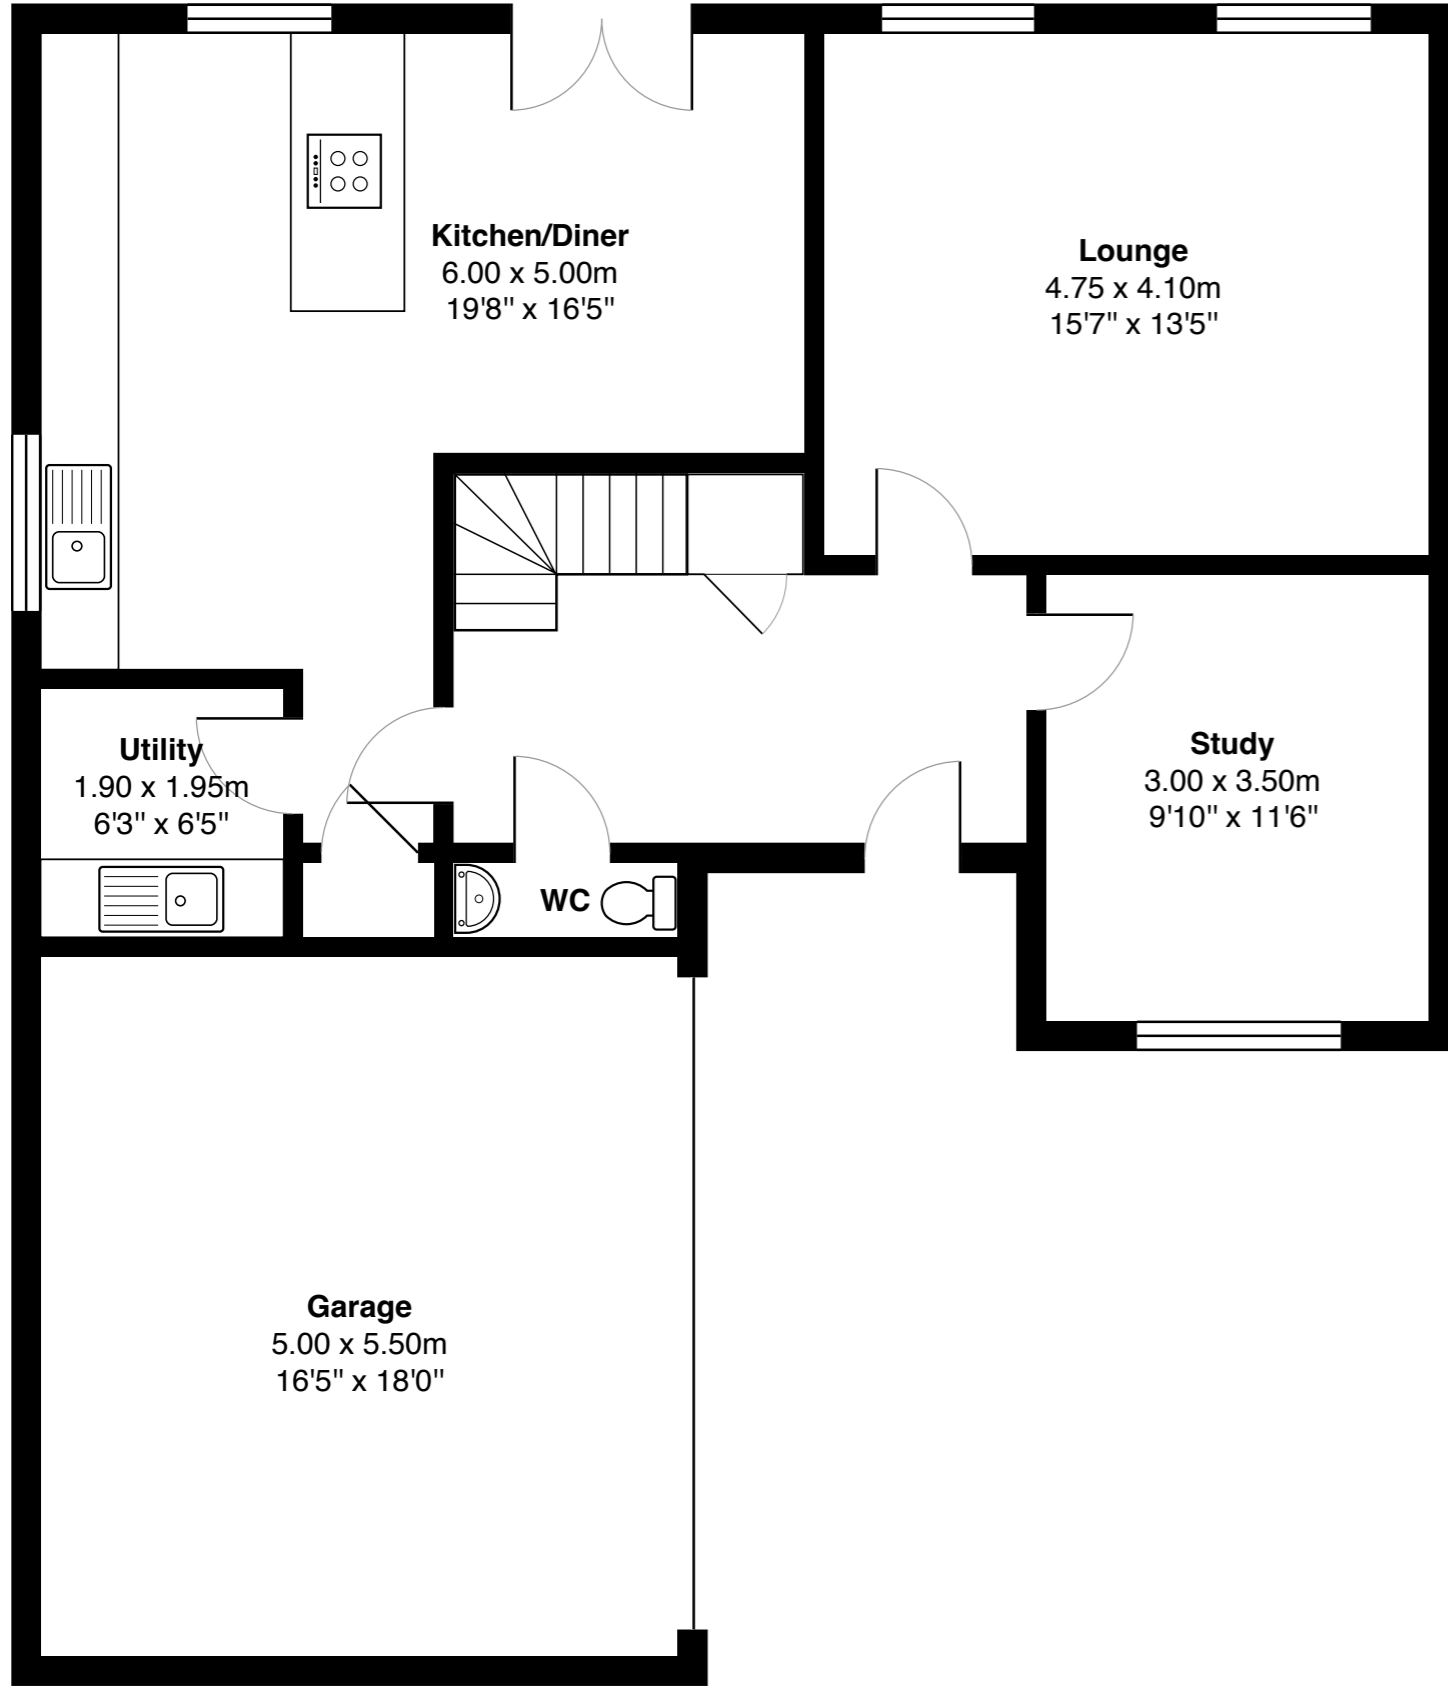 Kitchen/Diner
6.00 x 5.00m
19'8" x 16'5"
Lounge
4.75 x 4.10m
15'7" x 13'5"
Utility
1.90 x 1.95m
6'3" x 6'5"
Study
3.00 x 3.50m
9'10" x 11'6"
WC
Garage
5.00 x 5.50m
16'5" x 18'0"